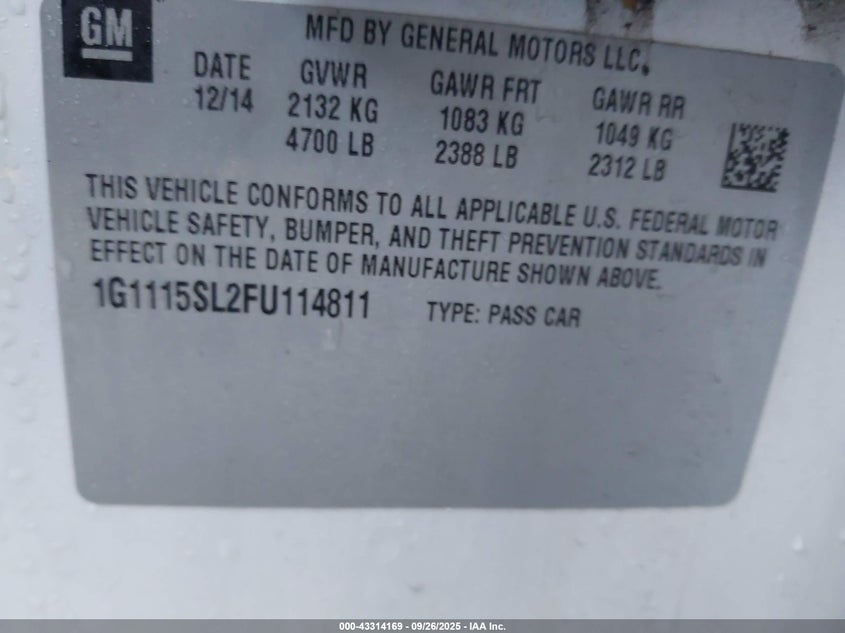 GM
MFD BY GENERAL MOTORS LLC.
DATE GVWR GAWR FRT GAWR RR
12/14 2132 KG 1083 KG 1049 KG
4700 LB 2388 LB 2312 LB
THIS VEHICLE CONFORMS TO ALL APPLICABLE U.S. FEDERAL MOTOR
VEHICLE SAFETY, BUMPER, AND THEFT PREVENTION STANDARDS IN
EFFECT ON THE DATE OF MANUFACTURE SHOWN ABOVE.
1G1115SL2FU114811 TYPE: PASS CAR
000-43314169 - 09/26/2025 - IAA Inc.